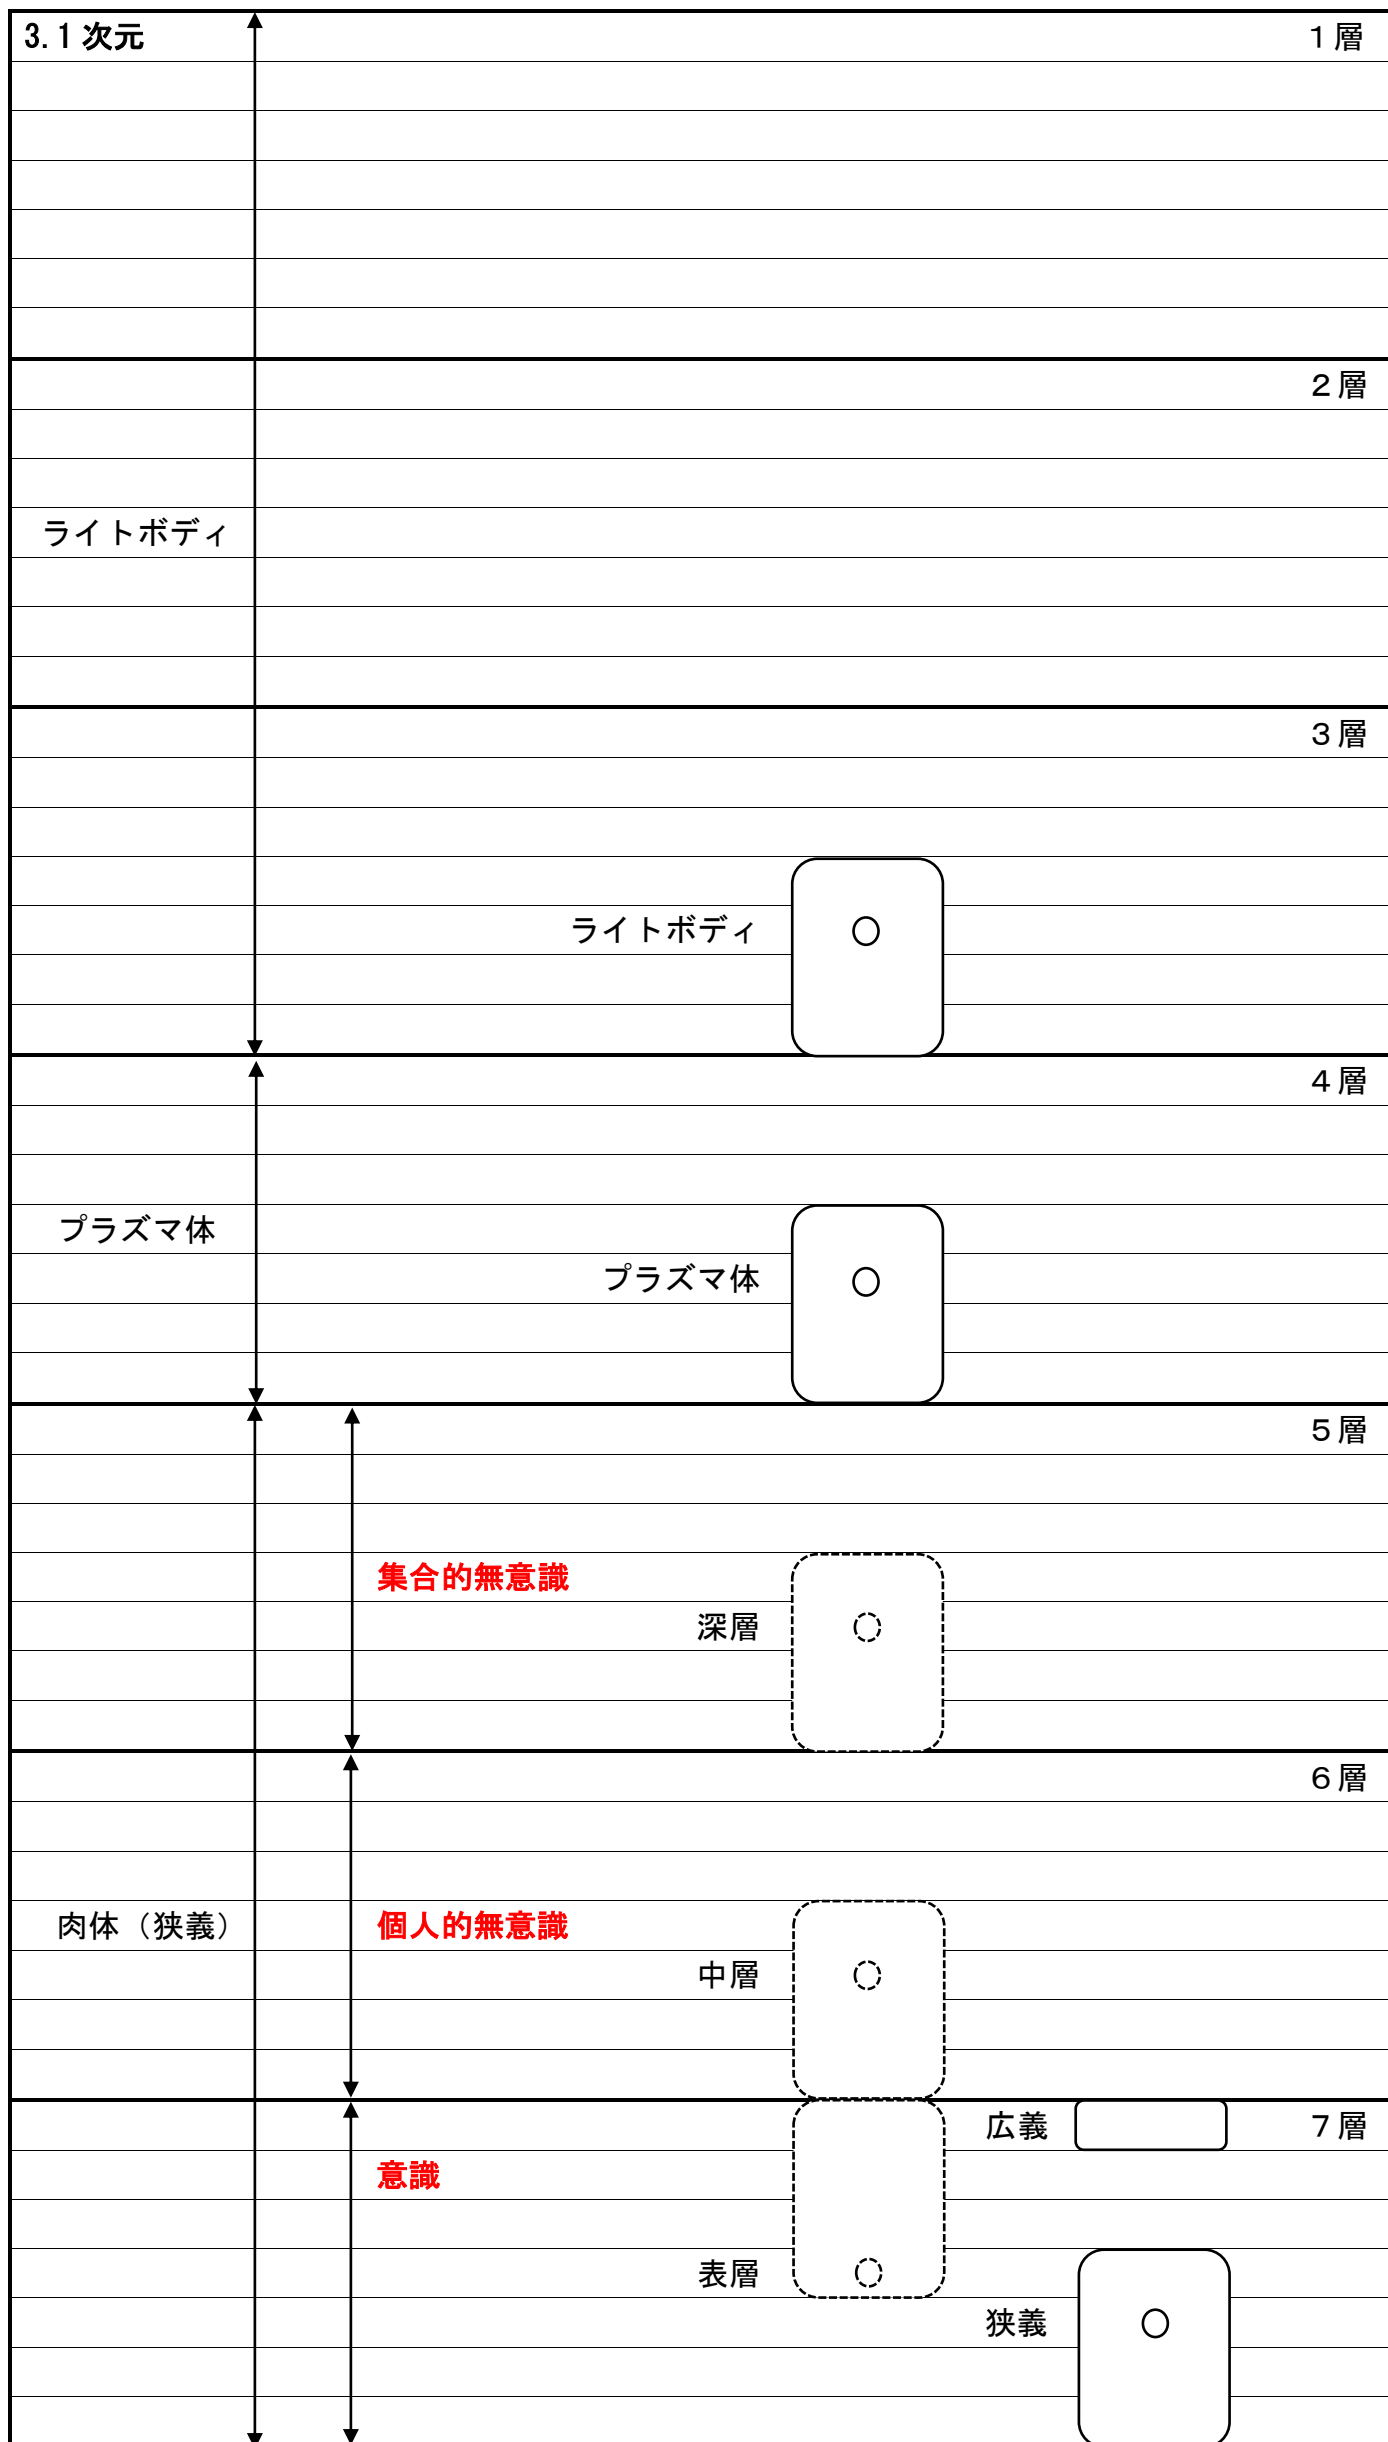 3.1次元 1層
2層
ライトボディ
3層
ライトボディ
4層
プラズマ体
プラズマ体
5層
集合的無意識
深層
6層
肉体（狭義） 個人的無意識
中層
広義 7層
意識
表層
狭義